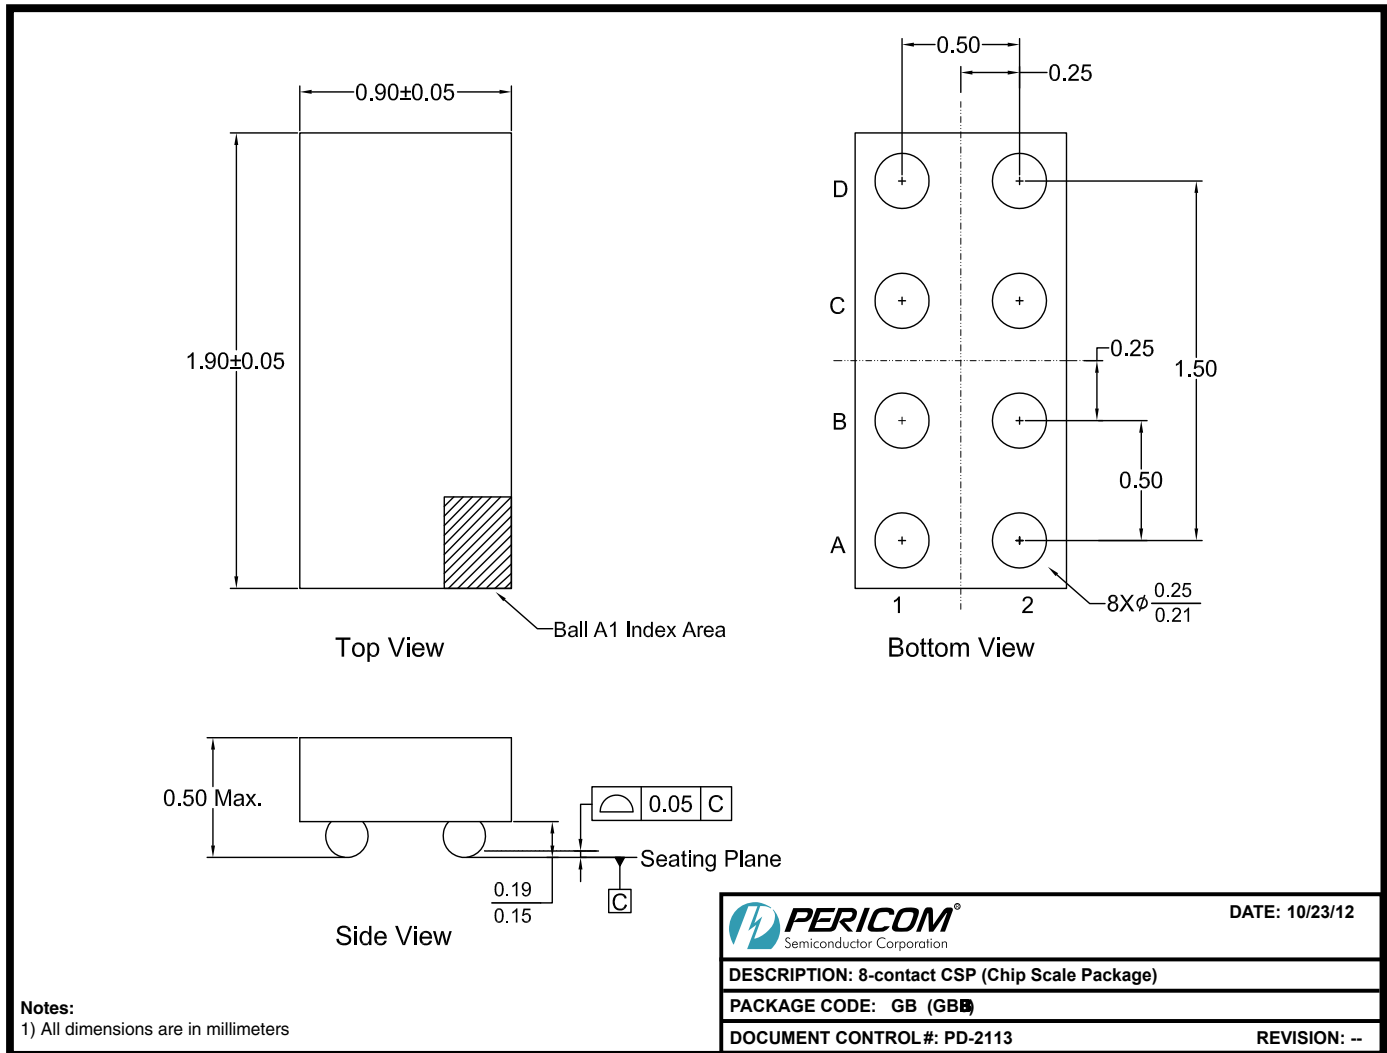 0.50
0.25
0.90±0.05
D
C
1.90±0.05
0.25
1.50
B
0.50
A
1
2
8XØ 0.25
0.21
Ball A1 Index Area
Top View
Bottom View
0.50 Max.
0.05 C
Seating Plane
0.19
0.15
C
Side View
PERICOM®
Semiconductor Corporation
DATE: 10/23/12
DESCRIPTION: 8-contact CSP (Chip Scale Package)
PACKAGE CODE: GB
DOCUMENT CONTROL#: PD-2113
REVISION: --
Notes:
1) All dimensions are in millimeters